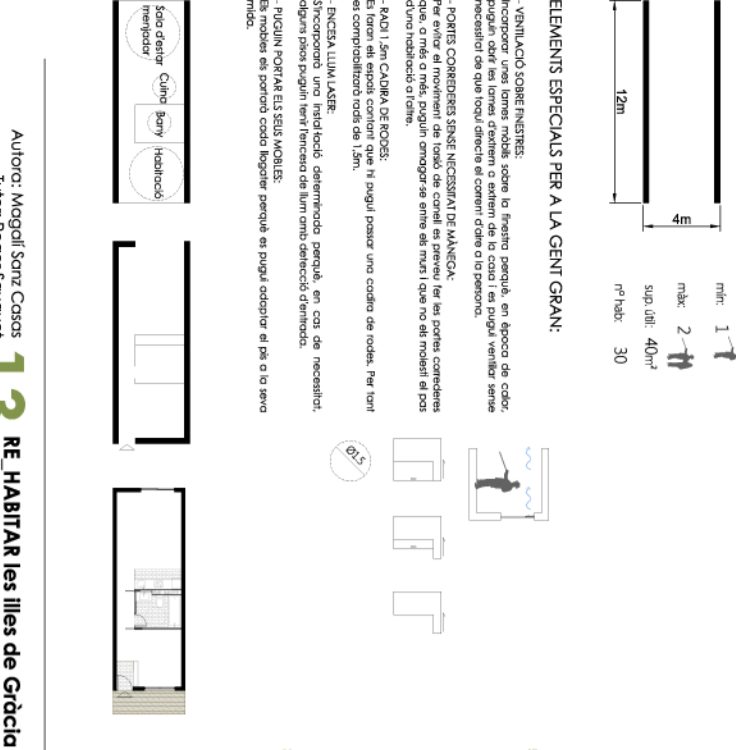 12m
4m
mín: 1
màx: 2
sup. útil: 40m²
nº hab: 30
ELEMENTS ESPECIALS PER A LA GENT GRAN:
- VENTILACIÓ SOBRE FINESTRES:
Incorporar unes lames mòbils sobre la finestra perquè, en època de calor,
puguin obrir les lames d'extrem a extrem de la casa i es pugui ventilar sense
necessitat de que toqui directe el corrent d'aire a la persona.
- PORTES CORREDERES SENSE NECESSITAT DE MÀNEGA:
Per evitar el moviment de torsió de canell es preveu fer les portes correderes
que, a més a més, puguin amagar-se entre els murs i que no els molesti el pas
d'una habitació a l'altre.
- RADI 1,5m CADIRA DE RODES:
Es faran els espais contant que hi pugui passar una cadira de rodes. Per tant
es comptabilitzarà radis de 1,5m.
- ENCESA LLUM LASER:
S'incorporarà una instal·lació determinada perquè, en cas de necessitat,
alguns pisos puguin tenir l'encesa de llum amb detecció d'entrada.
- PUGUIN PORTAR ELS SEUS MOBLES:
Els mobles els portarà cada llogater perquè es pugui adaptar el pis a la seva
mida.
Ø1.5
Sala d'estar
menjador
Cuina
Bany
Habitació
Autora: Magalí Sanz Casas
13
RE_HABITAR les illes de Gràcia